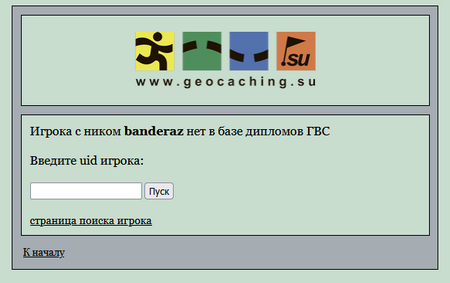 .su
www.geocaching.su
Игрока с ником banderaz нет в базе дипломов ГВС
Введите uid игрока:
Пуск
страница поиска игрока
К началу